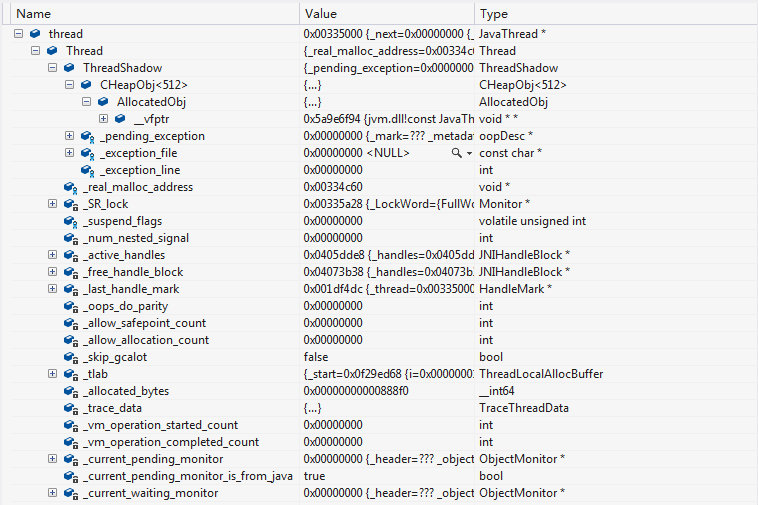 Name Value Type
thread 0x00335000 {_next=0x00000000 {_ JavaThread *
Thread {_real_malloc_address=0x00334c6 Thread
ThreadShadow {_pending_exception=0x0000000 ThreadShadow
CHeapObj<512> {...} CHeapObj<512>
AllocatedObj {...} AllocatedObj
__vfptr 0x5a9e6f94 {jvm.dll!const JavaTh void * *
_pending_exception 0x00000000 {_mark=??? _metada oopDesc *
_exception_file 0x00000000 <NULL> const char *
_exception_line 0x00000000 int
_real_malloc_address 0x00334c60 void *
_SR_lock 0x00335a28 {_LockWord={FullWo Monitor *
_suspend_flags 0x00000000 volatile unsigned int
_num_nested_signal 0x00000000 int
_active_handles 0x0405dde8 {_handles=0x0405dd JNIHandleBlock *
_free_handle_block 0x04073b38 {_handles=0x04073b JNIHandleBlock *
_last_handle_mark 0x001df4dc {_thread=0x00335000 HandleMark *
_oops_do_parity 0x00000000 int
_allow_safepoint_count 0x00000000 int
_allow_allocation_count 0x00000000 int
_skip_gcalot false bool
_tlab {_start=0x0f29ed68 {i=0x0000000 ThreadLocalAllocBuffer
_allocated_bytes 0x00000000000888f0 __int64
_trace_data {...} TraceThreadData
_vm_operation_started_count 0x00000000 int
_vm_operation_completed_count 0x00000000 int
_current_pending_monitor 0x00000000 {_header=??? _object ObjectMonitor *
_current_pending_monitor_is_from_java true bool
_current_waiting_monitor 0x00000000 {_header=??? _object ObjectMonitor *